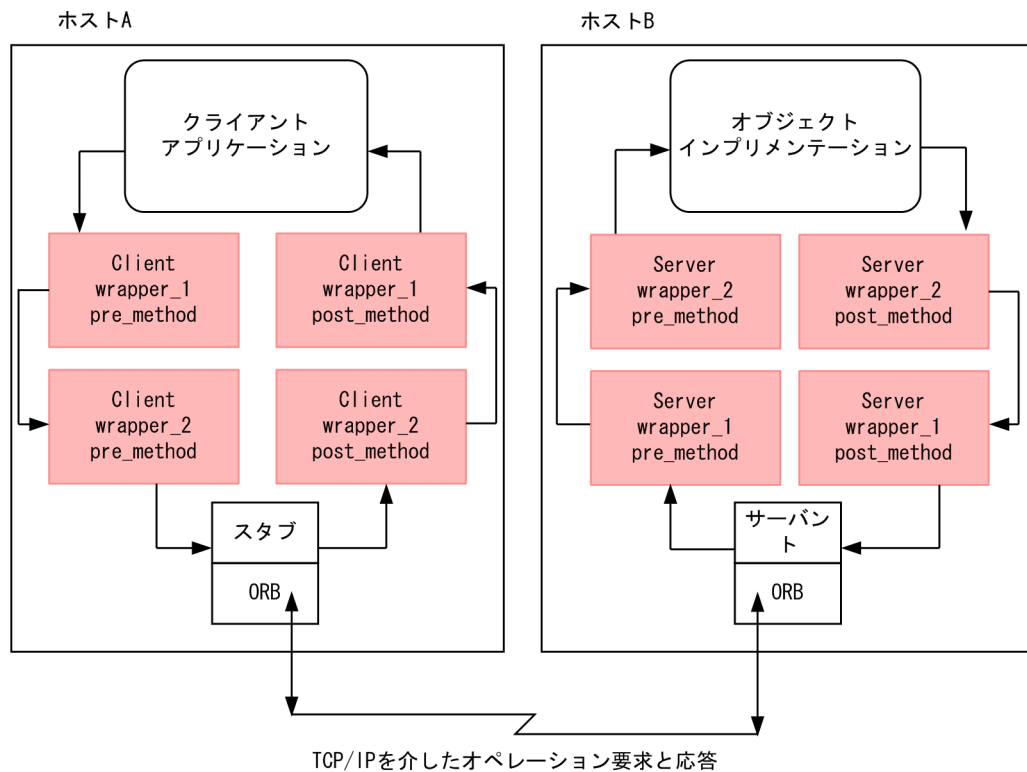 ホストA
クライアント
アプリケーション
Client
wrapper_1
pre_method
Client
wrapper_1
post_method
Client
wrapper_2
pre_method
Client
wrapper_2
post_method
スタブ
ORB
ホストB
オブジェクト
インプリメンテーション
Server
wrapper_2
pre_method
Server
wrapper_2
post_method
Server
wrapper_1
pre_method
Server
wrapper_1
post_method
サーバン
ト
ORB
TCP/IPを介したオペレーション要求と応答